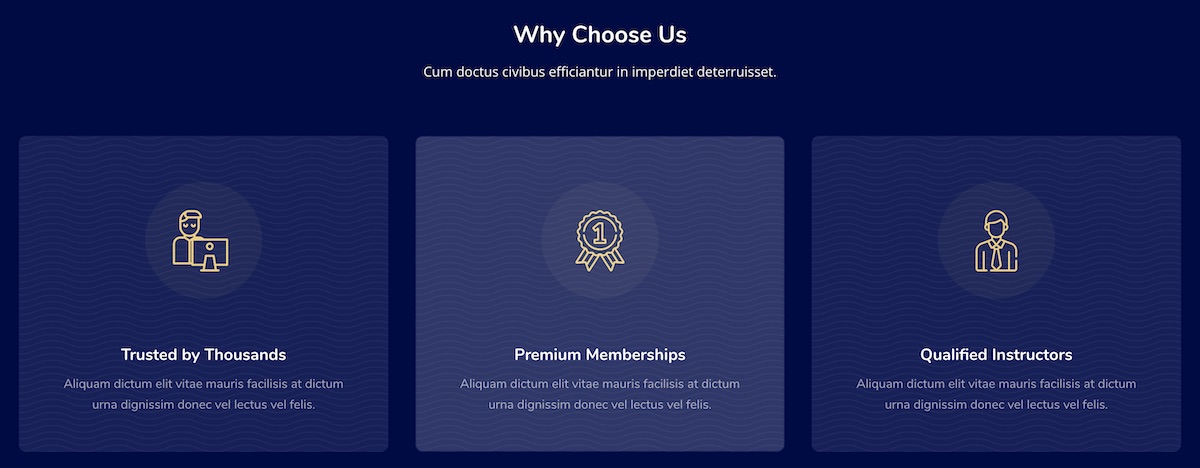 Why Choose Us
Cum doctus civibus efficiantur in imperdiet deterruisset.
1
Trusted by Thousands
Aliquam dictum elit vitae mauris facilisis at dictum
urna dignissim donec vel lectus vel felis.
Premium Memberships
Aliquam dictum elit vitae mauris facilisis at dictum
urna dignissim donec vel lectus vel felis.
Qualified Instructors
Aliquam dictum elit vitae mauris facilisis at dictum
urna dignissim donec vel lectus vel felis.